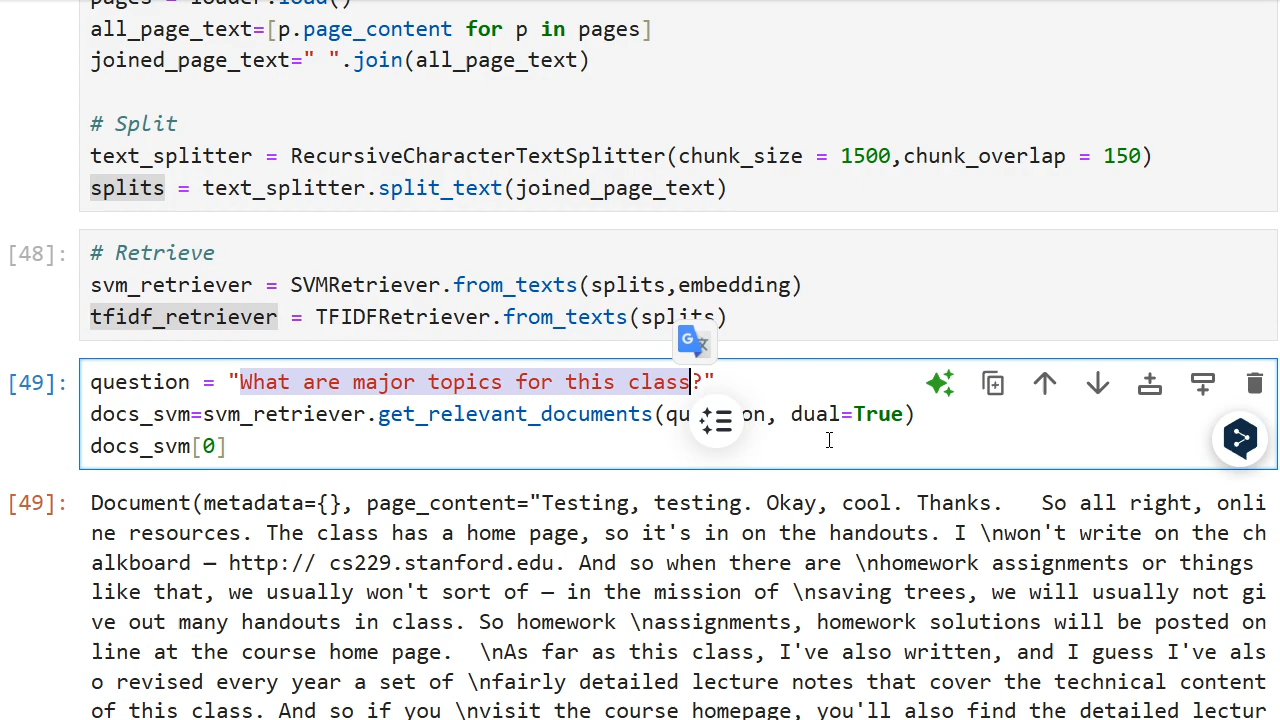 pages = loader.load()
all_page_text=[p.page_content for p in pages]
joined_page_text=" ".join(all_page_text)
# Split
text_splitter = RecursiveCharacterTextSplitter(chunk_size = 1500,chunk_overlap = 150)
splits = text_splitter.split_text(joined_page_text)
[48]:
# Retrieve
svm_retriever = SVMRetriever.from_texts(splits,embedding)
tfidf_retriever = TFIDFRetriever.from_texts(splits)
[49]:
question = "What are major topics for this class?"
docs_svm=svm_retriever.get_relevant_documents(question, dual=True)
docs_svm[0]
[49]:
Document(metadata={}, page_content="Testing, testing. Okay, cool. Thanks.   So all right, onli
ne resources. The class has a home page, so it's in on the handouts. I \nwon't write on the ch
alkboard — http:// cs229.stanford.edu. And so when there are \nhomework assignments or things
like that, we usually won't sort of — in the mission of \nsaving trees, we will usually not gi
ve out many handouts in class. So homework \nassignments, homework solutions will be posted on
line at the course home page.  \nAs far as this class, I've also written, and I guess I've als
o revised every year a set of \nfairly detailed lecture notes that cover the technical content
of this class. And so if you \nvisit the course homepage, you'll also find the detailed lectur